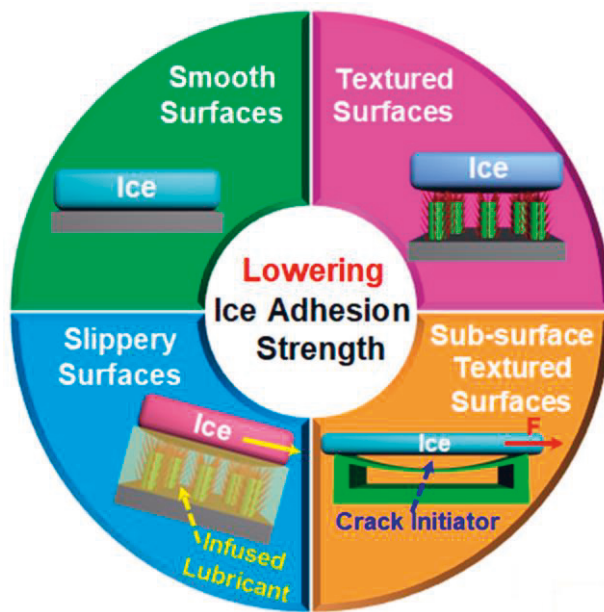 Smooth
Surfaces
Ice
Textured
Surfaces
Ice
Lowering
Ice Adhesion
Strength
Slippery
Surfaces
Ice
Infused
Lubricant
Sub-surface
Textured
Surfaces
F
Ice
Crack Initiator